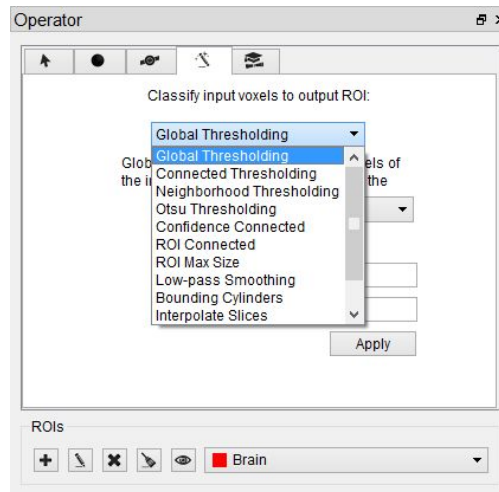 Operator
Classify input voxels to output ROI:
Global Thresholding
Global Thresholding
Glob els of
the i the
Connected Thresholding
Neighborhood Thresholding
Otsu Thresholding
Confidence Connected
ROI Connected
ROI Max Size
Low-pass Smoothing
Bounding Cylinders
Interpolate Slices
Apply
ROIs
Brain